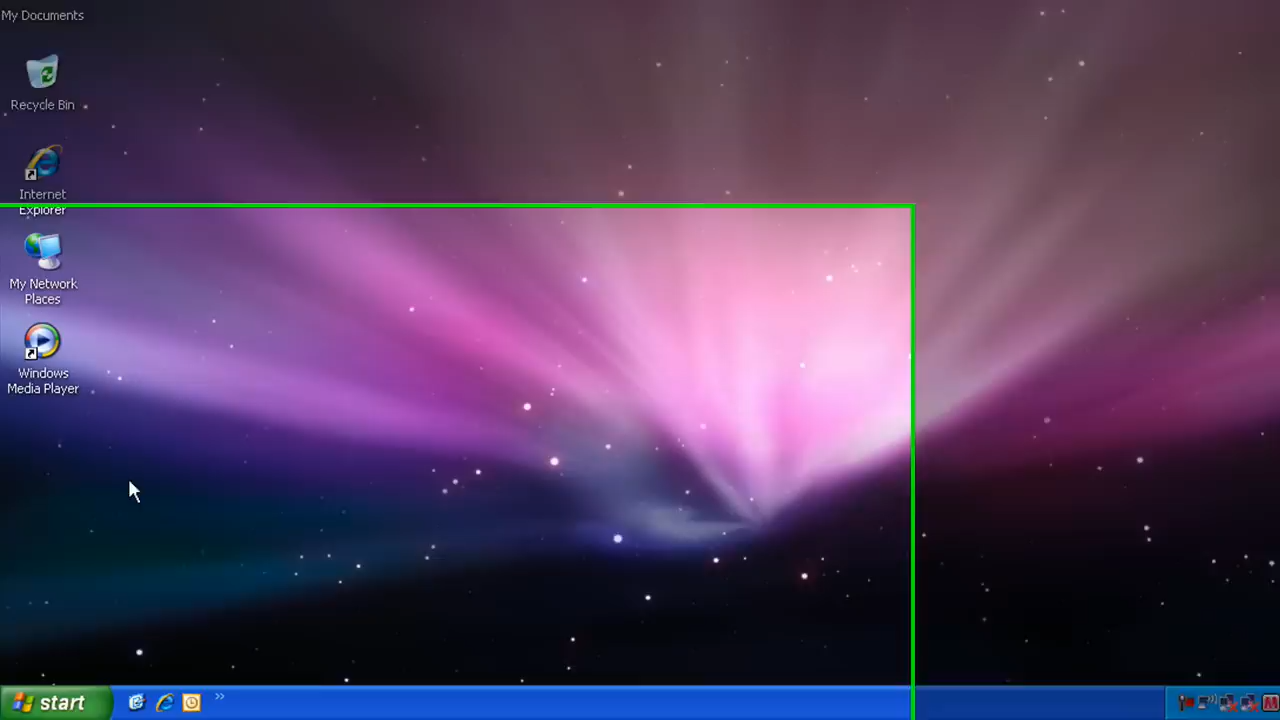 My Documents
Recycle Bin
Internet
Explorer
My Network
Places
Windows
Media Player
start